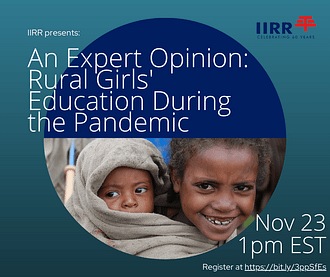 IIRR presents:
IIRR
CELEBRATING 60 YEARS
An Expert Opinion:
Rural Girls'
Education During
the Pandemic
Nov 23
1pm EST
Register at https://bit.ly/3ppSfEs